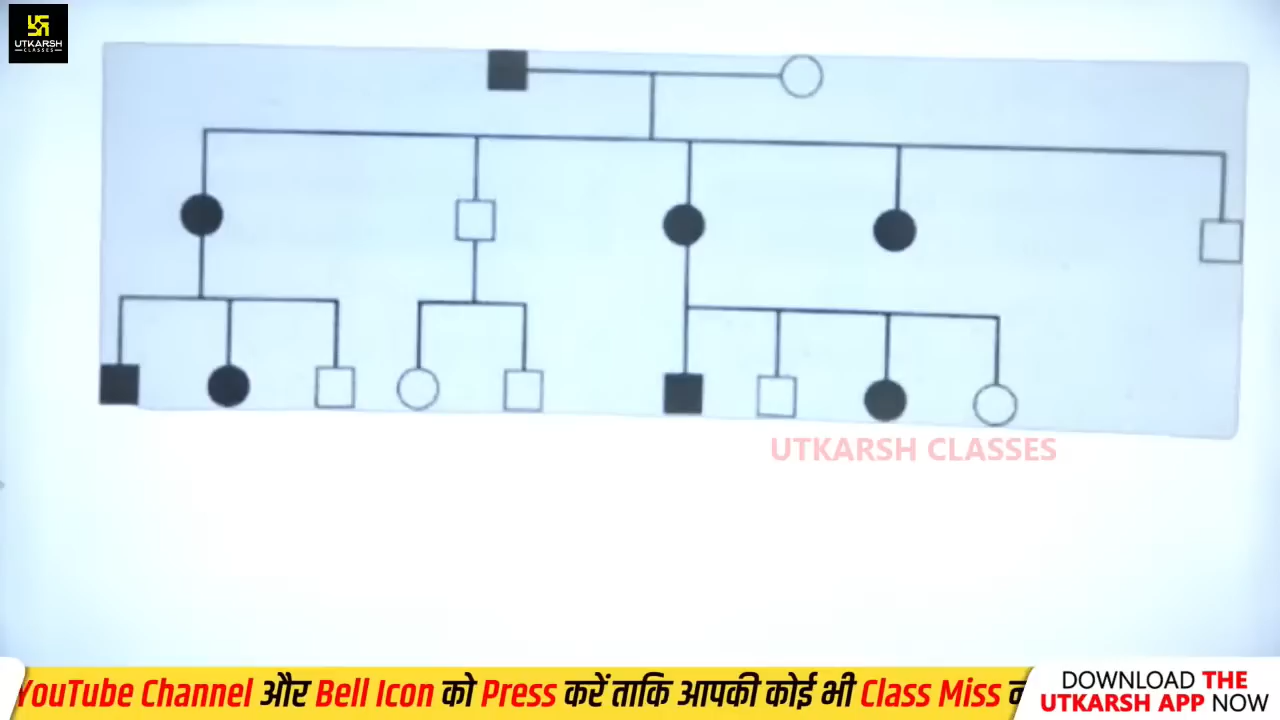 UTKARSH
CLASSES
UTKARSH CLASSES
YouTube Channel और Bell Icon को Press करें ताकि आपकी कोई भी Class Miss
DOWNLOAD THE
UTKARSH APP NOW